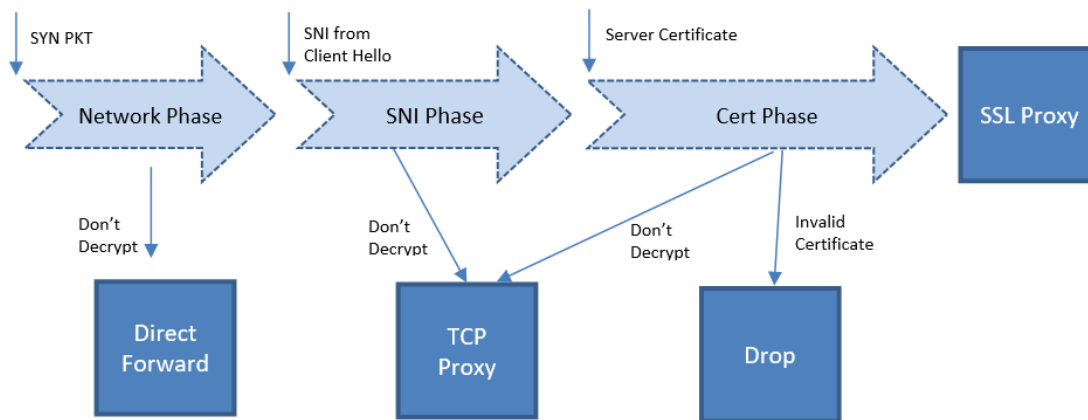 SYN PKT
SNI from
Client Hello
Server Certificate
Network Phase
SNI Phase
Cert Phase
SSL Proxy
Don’t
Decrypt
Don’t
Decrypt
Don’t
Decrypt
Invalid
Certificate
Direct
Forward
TCP
Proxy
Drop